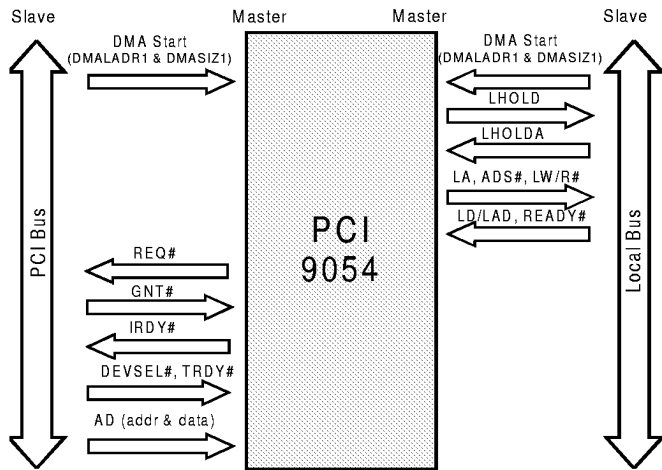 Slave
Master
Master
Slave
DMA Start
(DMALADR1 & DMASIZ1)
DMA Start
(DMALADR1 & DMASIZ1)
LHOLD
LHOLDA
LA, ADS#, LW/R#
LD/LAD, READY#
PCI Bus
PCI
9054
Local Bus
REQ#
GNT#
IRDY#
DEVSEL#, TRDY#
AD (addr & data)